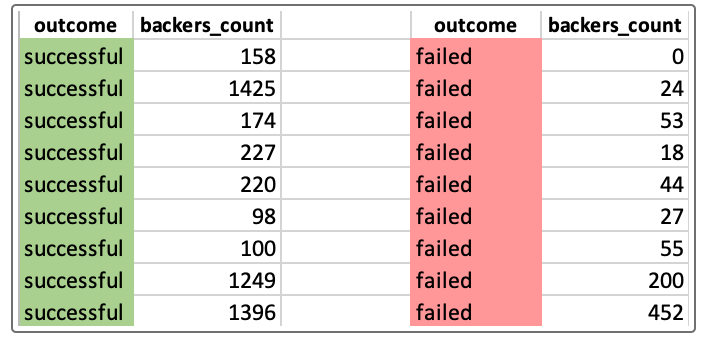 outcome backers_count outcome backers_count
successful 158 failed 0
successful 1425 failed 24
successful 174 failed 53
successful 227 failed 18
successful 220 failed 44
successful 98 failed 27
successful 100 failed 55
successful 1249 failed 200
successful 1396 failed 452